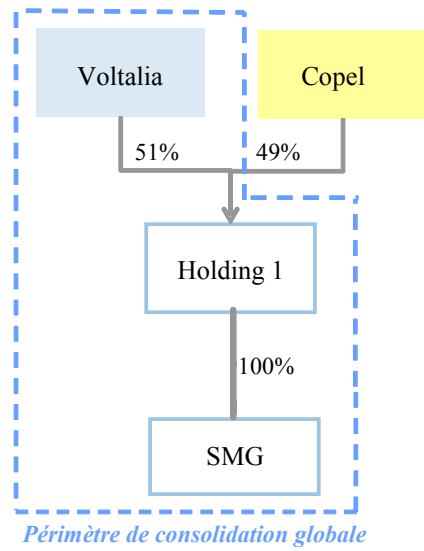 Voltalia
Copel
51%
49%
Holding 1
100%
SMG
Périmètre de consolidation globale